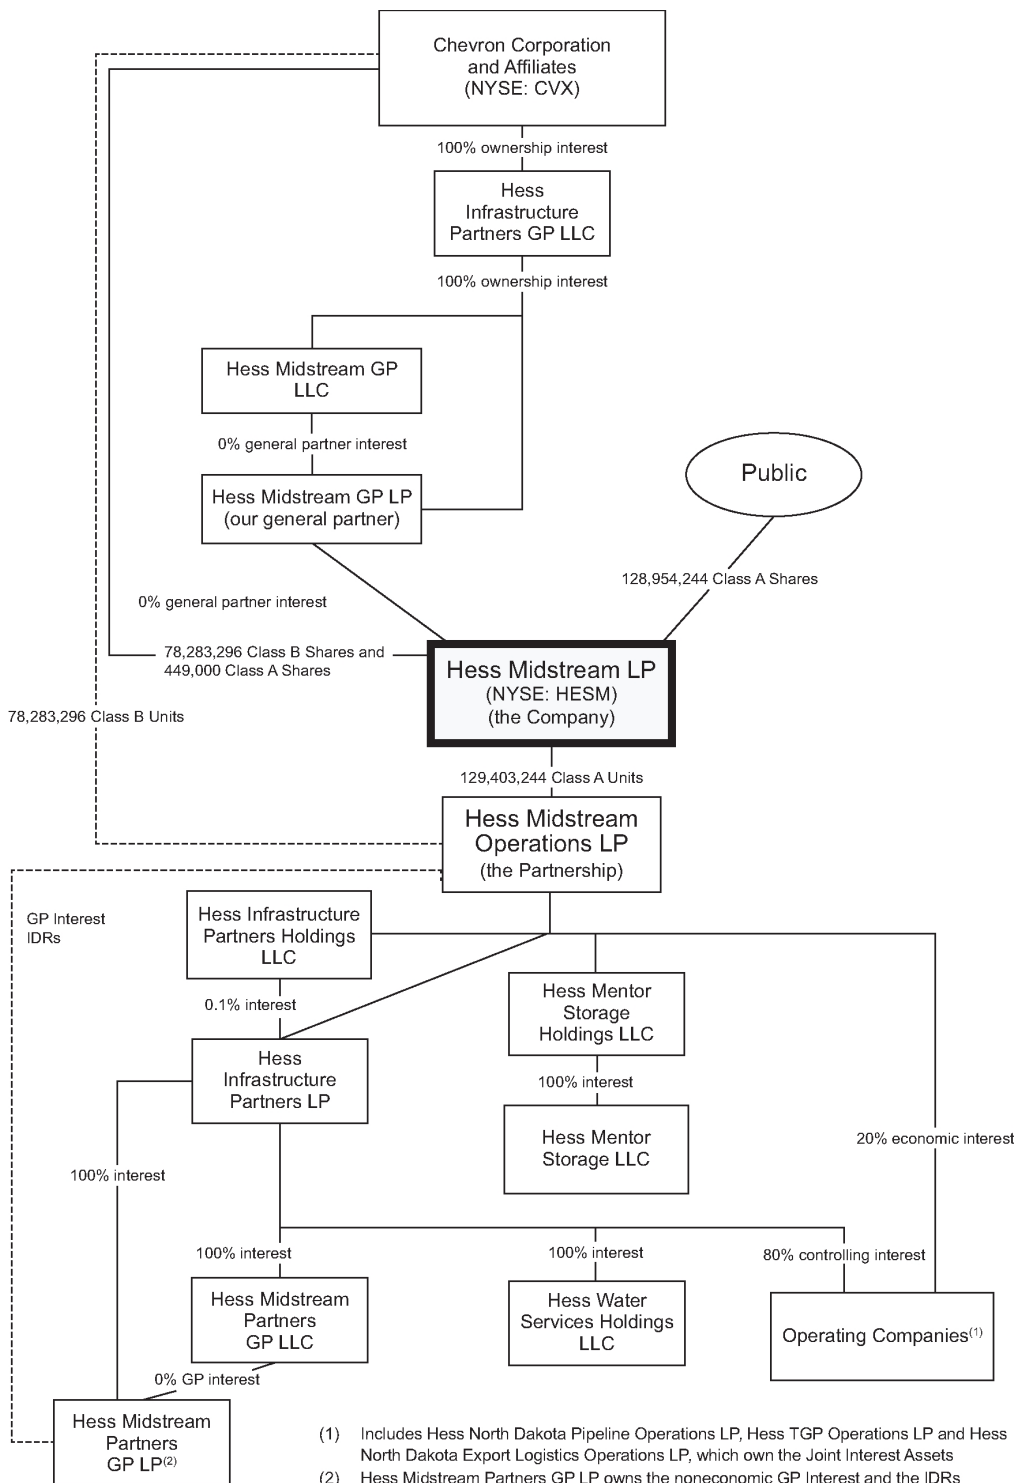 Chevron Corporation
and Affiliates
(NYSE: CVX)
100% ownership interest
Hess
Infrastructure
Partners GP LLC
100% ownership interest
Hess Midstream GP
LLC
0% general partner interest
Hess Midstream GP LP
(our general partner)
Public
128,954,244 Class A Shares
0% general partner interest
78,283,296 Class B Shares and
449,000 Class A Shares
Hess Midstream LP
(NYSE: HESM)
(the Company)
78,283,296 Class B Units
129,403,244 Class A Units
Hess Midstream
Operations LP
(the Partnership)
GP Interest
IDRs
Hess Infrastructure
Partners Holdings
LLC
0.1% interest
Hess
Infrastructure
Partners LP
Hess Mentor
Storage
Holdings LLC
100% interest
Hess Mentor
Storage LLC
20% economic interest
100% interest
100% interest
100% interest
80% controlling interest
Hess Midstream
Partners
GP LLC
Hess Water
Services Holdings
LLC
Operating Companies(1)
0% GP interest
Hess Midstream
Partners
GP LP(2)
(1) Includes Hess North Dakota Pipeline Operations LP, Hess TGP Operations LP and Hess
North Dakota Export Logistics Operations LP, which own the Joint Interest Assets
(2) Hess Midstream Partners GP LP owns the noneconomic GP Interest and the IDRs